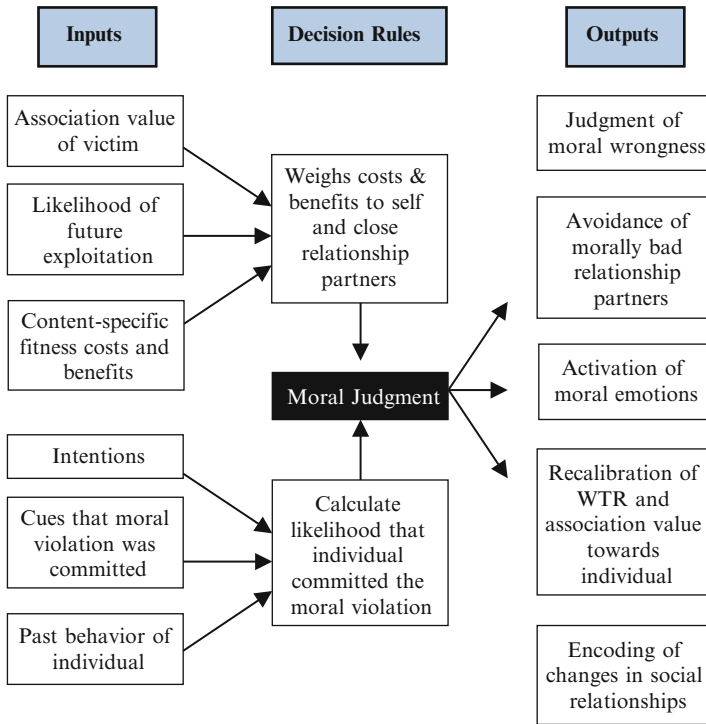 Inputs
Decision Rules
Outputs
Association value
of victim
Likelihood of
future
exploitation
Content-specific
fitness costs and
benefits
Weighs costs &
benefits to self
and close
relationship
partners
Moral Judgment
Intentions
Cues that moral
violation was
committed
Past behavior of
individual
Calculate
likelihood that
individual
committed the
moral violation
Judgment of
moral wrongness
Avoidance of
morally bad
relationship
partners
Activation of
moral emotions
Recalibration of
WTR and
association value
towards
individual
Encoding of
changes in social
relationships